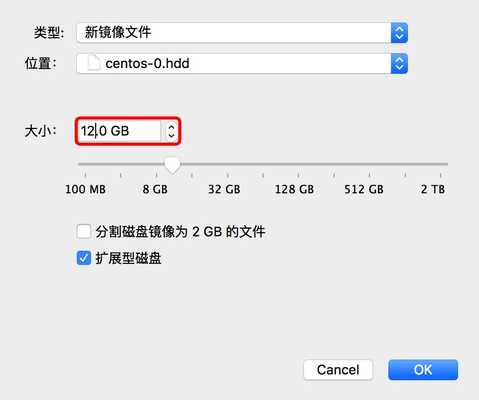 类型: 新镜像文件
位置: centos-0.hdd
大小: 12.0 GB
100 MB 8 GB 32 GB 128 GB 512 GB 2 TB
分割磁盘镜像为 2 GB 的文件
扩展型磁盘
Cancel OK